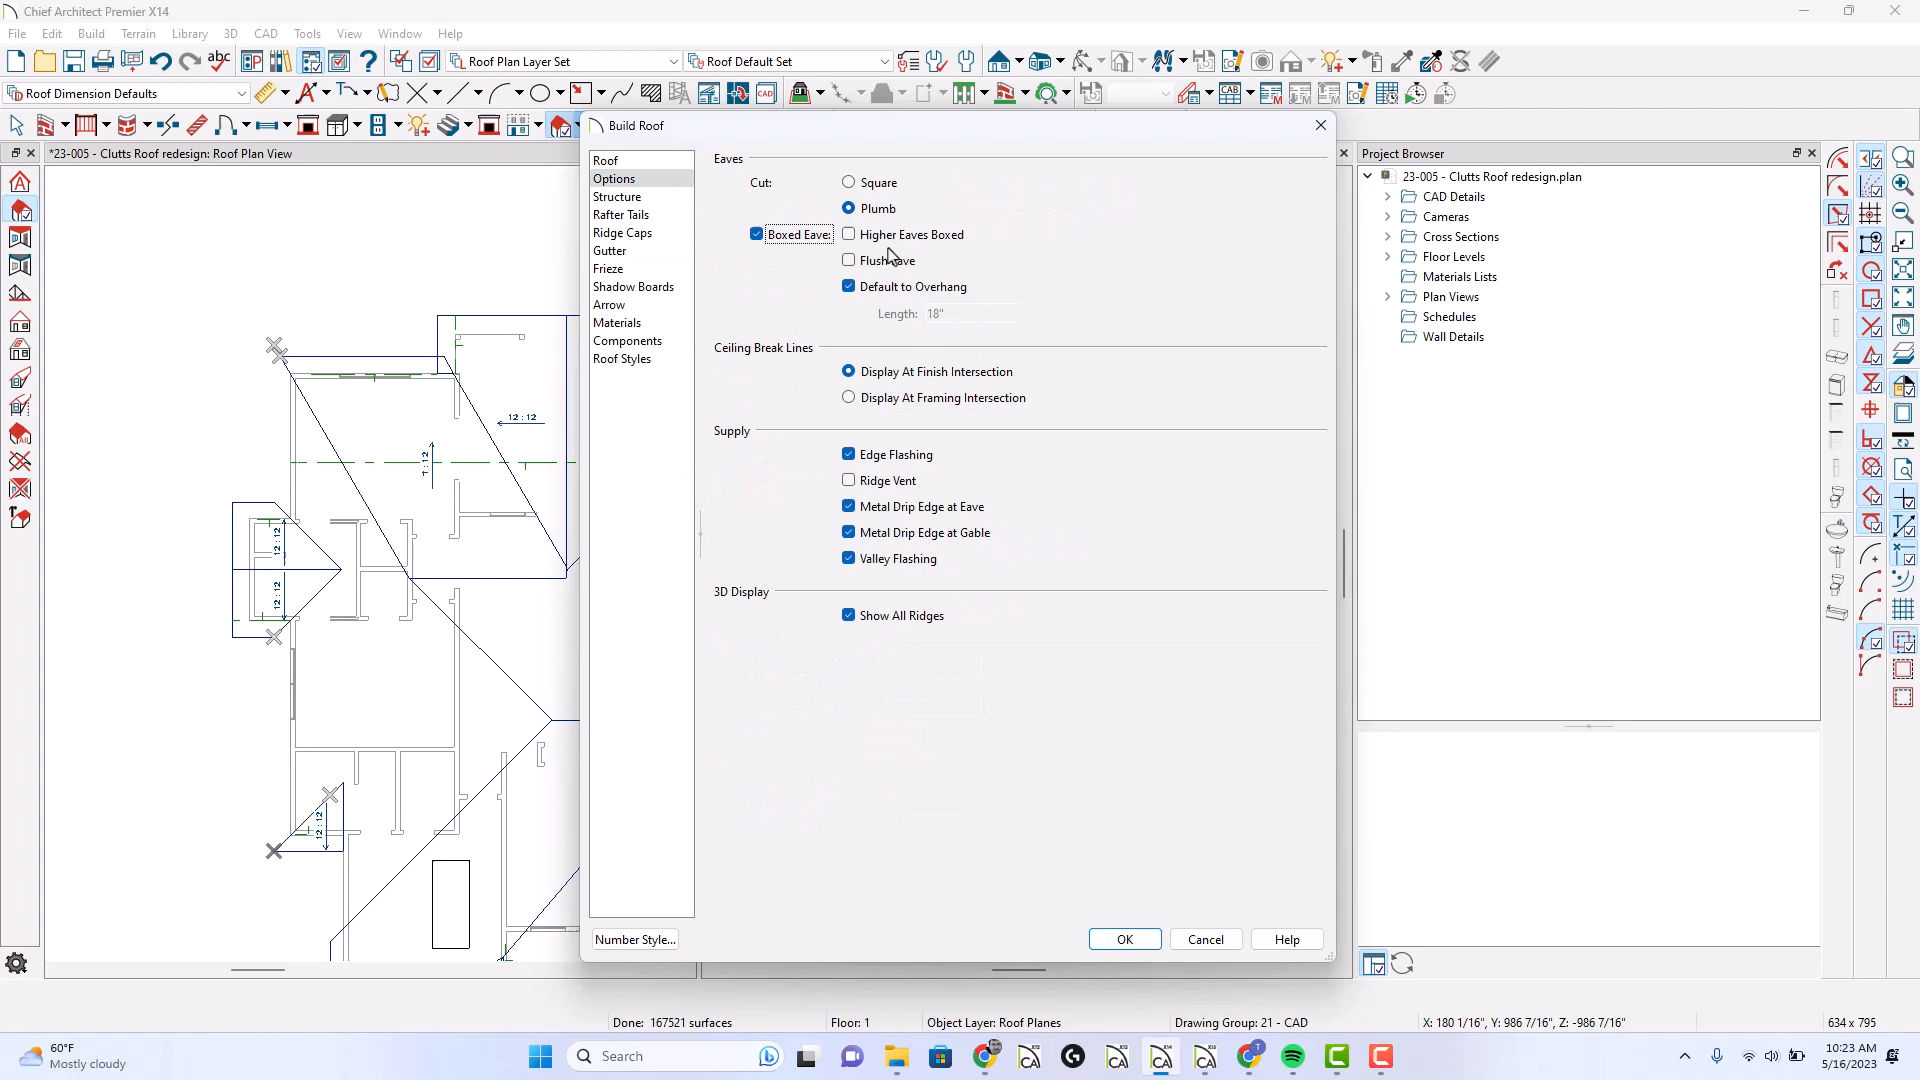 Chief Architect Premier X14
File Edit Build Terrain Library 3D CAD Tools View Window Help
Roof Plan Layer Set
Roof Default Set
Roof Dimension Defaults
*23-005 - Clutts Roof redesign: Roof Plan View
Build Roof
Roof
Options
Structure
Rafter Tails
Ridge Caps
Gutter
Frieze
Shadow Boards
Arrow
Materials
Components
Roof Styles
Number Style...
Eaves
Cut:
Square
Plumb
Boxed Eave:
Higher Eaves Boxed
Default to Overhang
Length: 18"
Ceiling Break Lines
Display At Finish Intersection
Display At Framing Intersection
Supply
Edge Flashing
Ridge Vent
Metal Drip Edge at Eave
Metal Drip Edge at Gable
Valley Flashing
3D Display
Show All Ridges
OK Cancel Help
Project Browser
23-005 - Clutts Roof redesign.plan
CAD Details
Cameras
Cross Sections
Floor Levels
Materials Lists
Plan Views
Schedules
Wall Details
12 : 12
12 : 12
12 : 12
12 : 12
Done: 167521 surfaces
Floor: 1
Object Layer: Roof Planes
Drawing Group: 21 - CAD
X: 180 1/16", Y: 986 7/16", Z: -986 7/16"
634 x 795
60°F
Mostly cloudy
Search
10:23 AM
5/16/2023